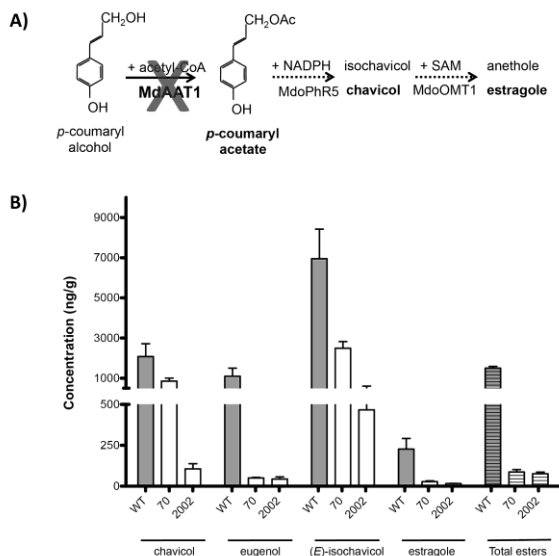 A)
CH2OH
CH2OAc
+ acetyl-CoA
MdAAT1
+ NADPH
MdoPhR5
isochavicol
chavicol
+ SAM
MdoOMT1
anethole
estragole
OH
OH
p-coumaryl
alcohol
p-coumaryl
acetate
B)
Concentration (ng/g)
9000
7000
5000
3000
1000
500
250
0
WT 70 2002 WT 70 2002 WT 70 2002 WT 70 2002 WT 70 2002
chavicol eugenol (E)-isochavicol estragole Total esters